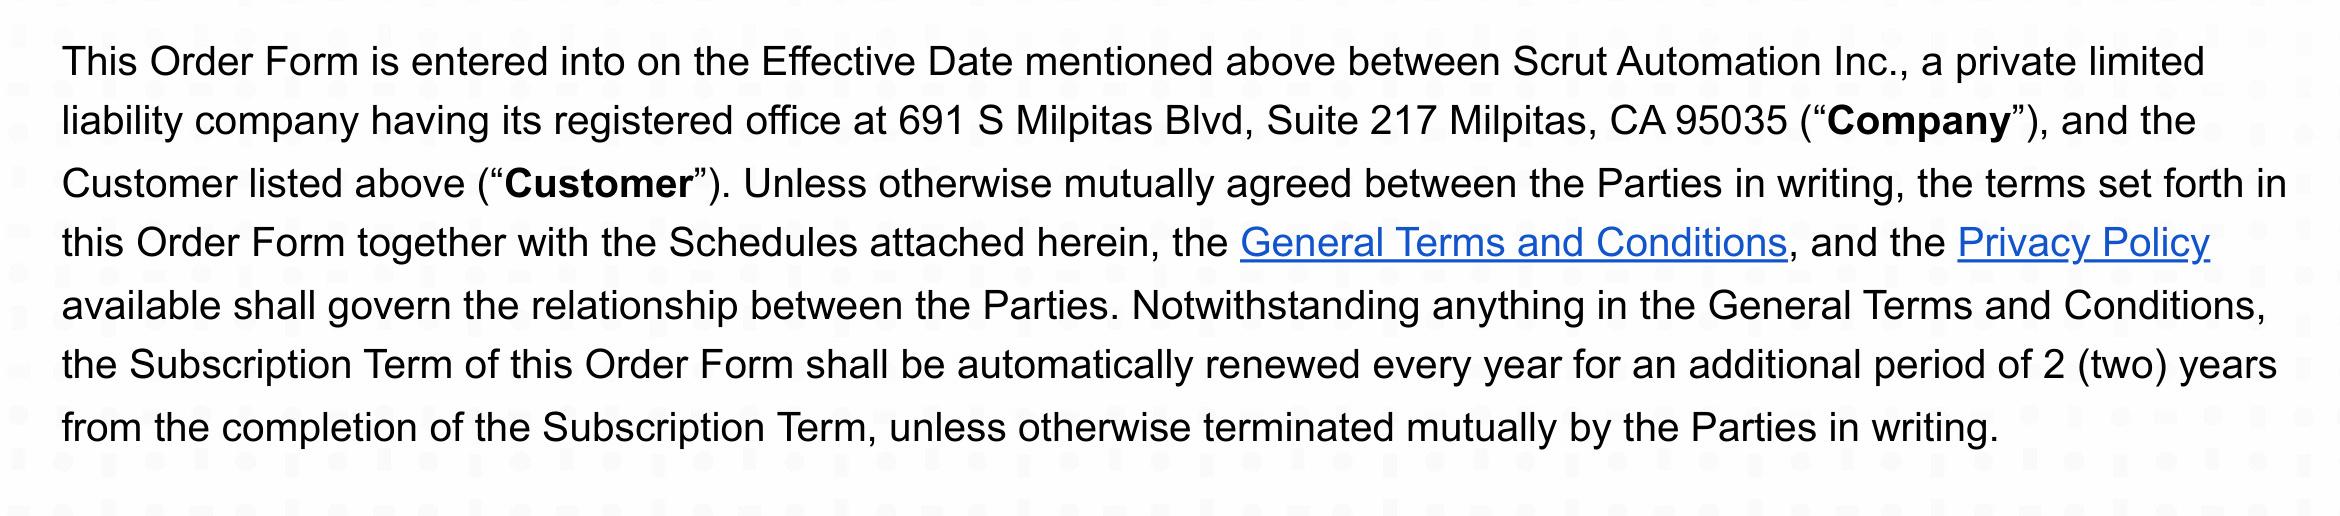 This Order Form is entered into on the Effective Date mentioned above between Scrut Automation Inc., a private limited
liability company having its registered office at 691 S Milpitas Blvd, Suite 217 Milpitas, CA 95035 (“Company”), and the
Customer listed above (“Customer”). Unless otherwise mutually agreed between the Parties in writing, the terms set forth in
this Order Form together with the Schedules attached herein, the General Terms and Conditions, and the Privacy Policy
available shall govern the relationship between the Parties. Notwithstanding anything in the General Terms and Conditions,
the Subscription Term of this Order Form shall be automatically renewed every year for an additional period of 2 (two) years
from the completion of the Subscription Term, unless otherwise terminated mutually by the Parties in writing.